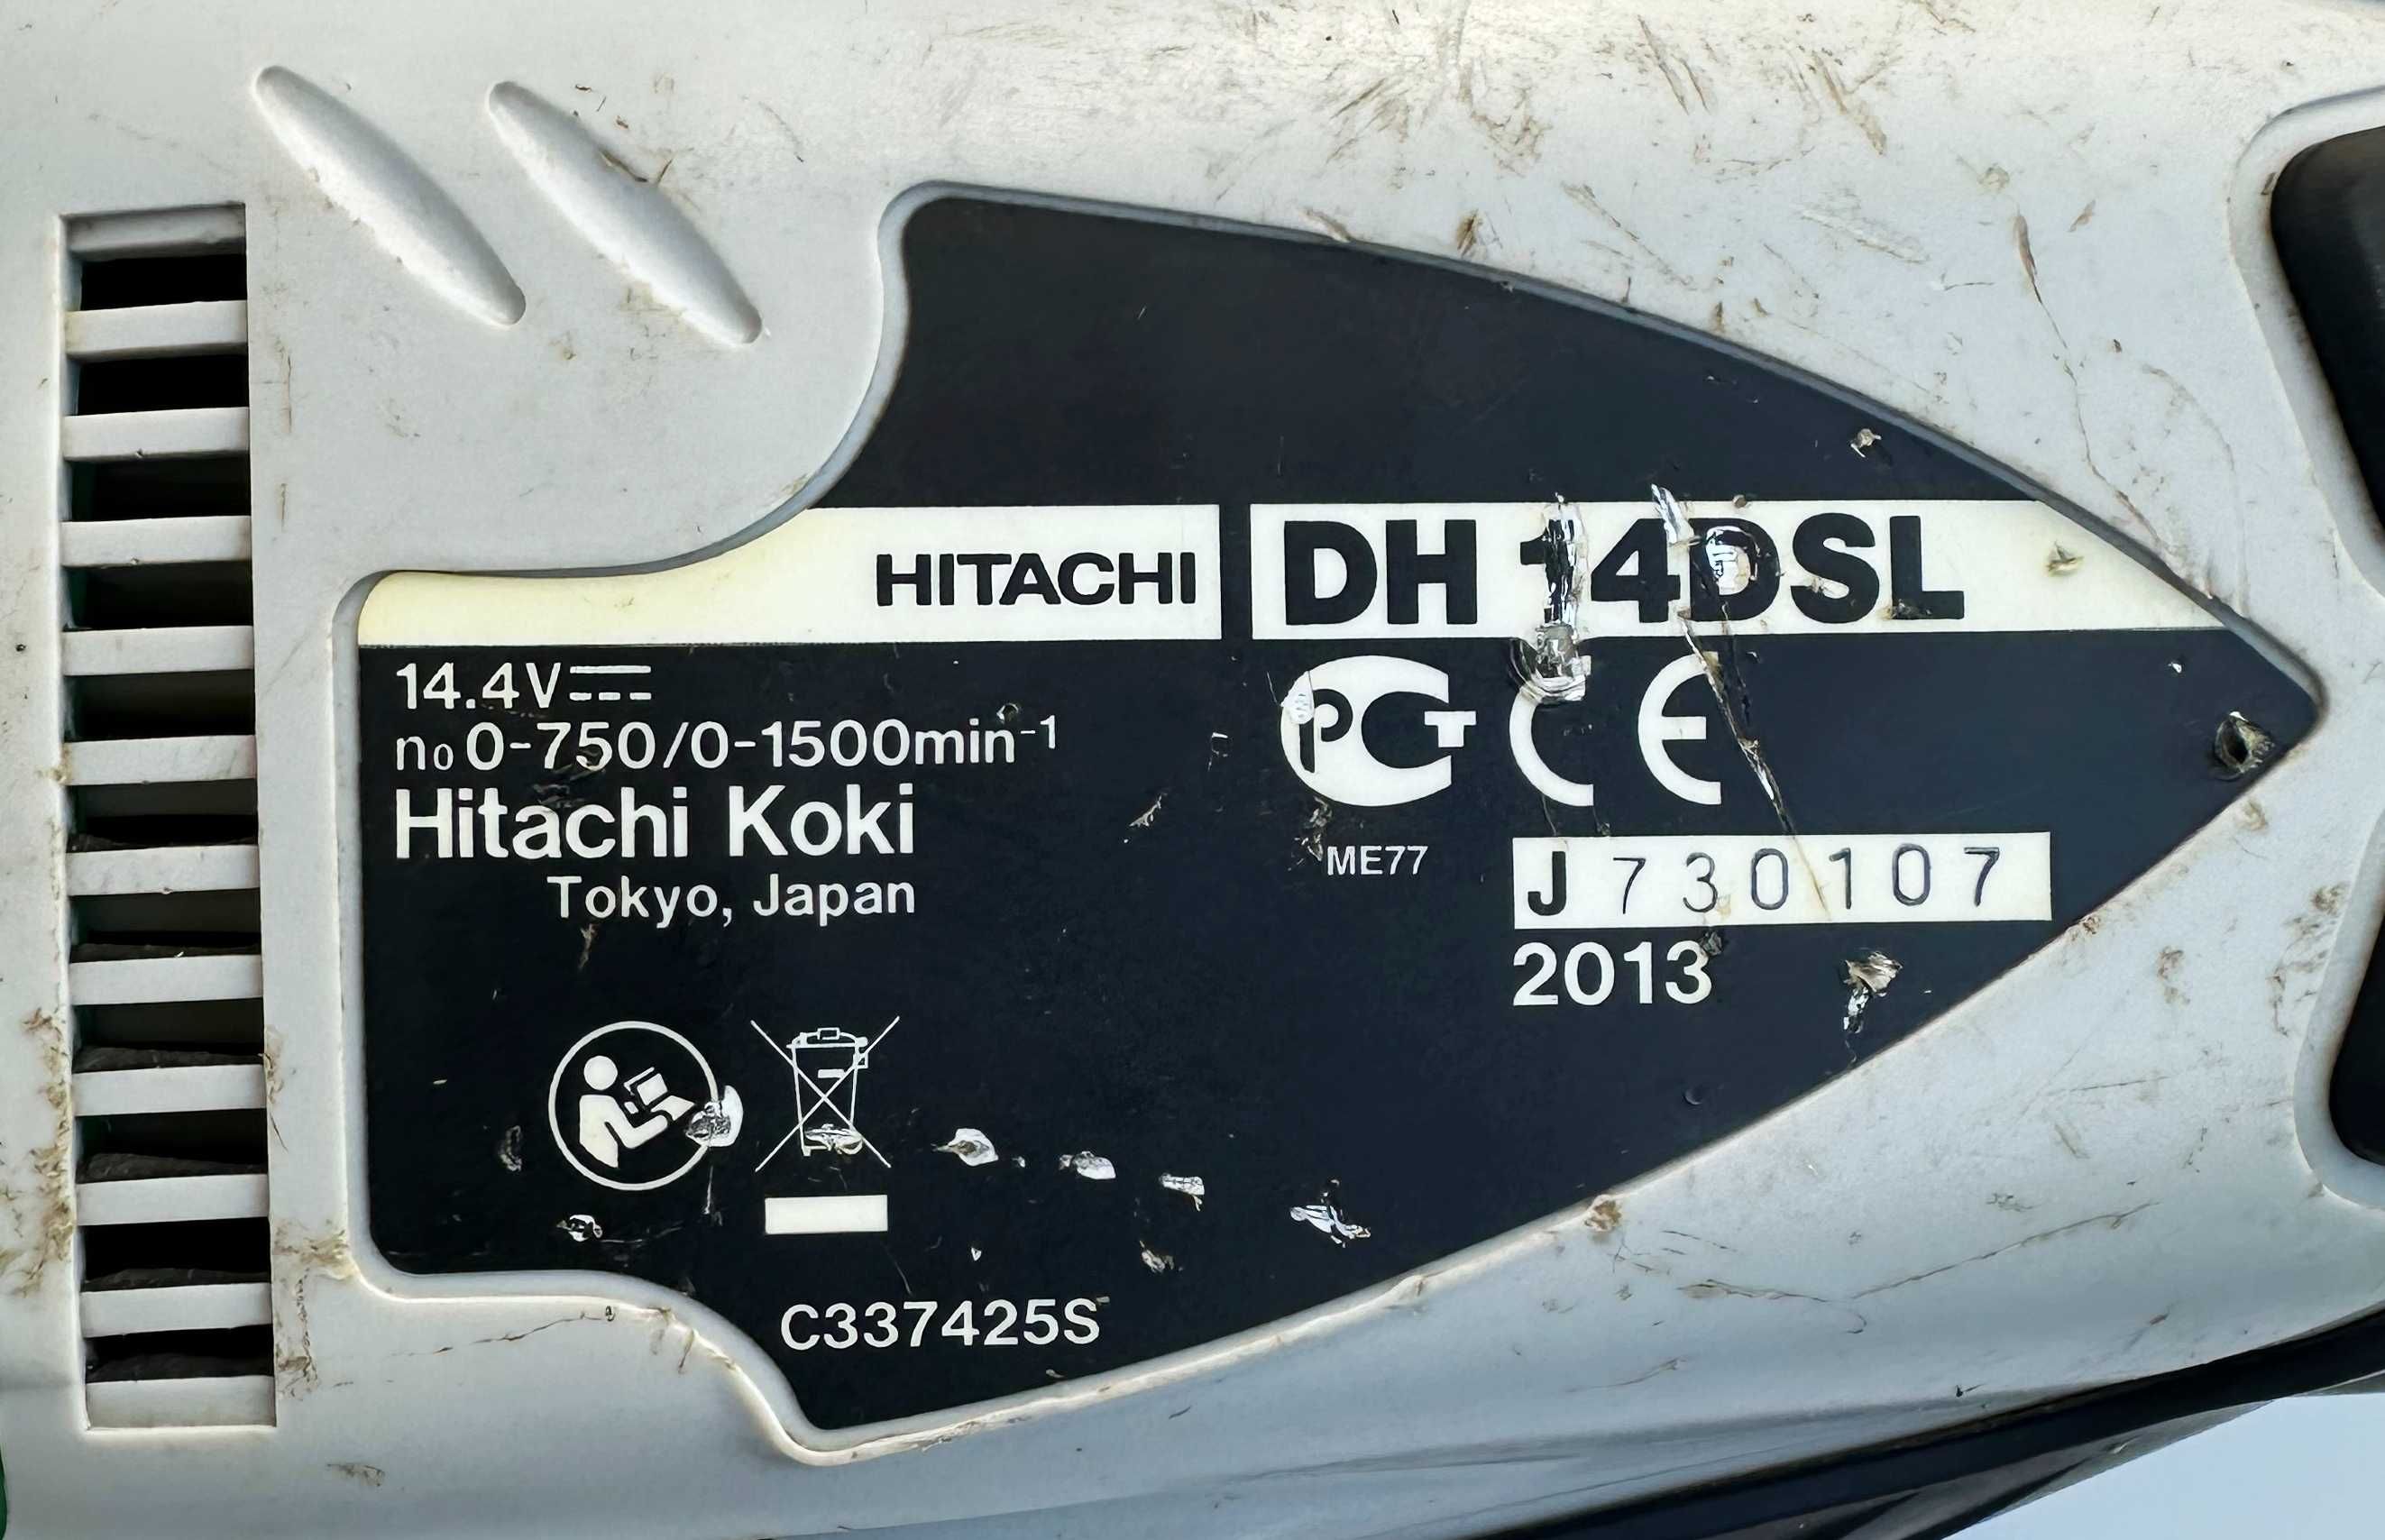 HITACHI DH 14DSL
14.4V
n₀ 0-750/0-1500min⁻¹
Hitachi Koki
Tokyo, Japan
PCT CE
ME77
J730107
2013
C337425S